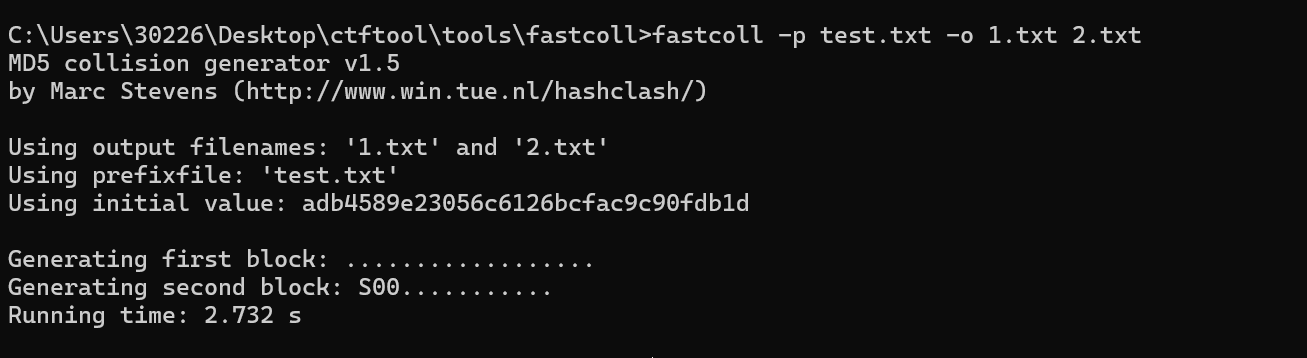 C:\Users\30226\Desktop\ctftool\tools\fastcoll>fastcoll -p test.txt -o 1.txt 2.txt
MD5 collision generator v1.5
by Marc Stevens (http://www.win.tue.nl/hashclash/)
Using output filenames: '1.txt' and '2.txt'
Using prefixfile: 'test.txt'
Using initial value: adb4589e23056c6126bcfac9c90fdb1d
Generating first block: ..................
Generating second block: S00...........
Running time: 2.732 s